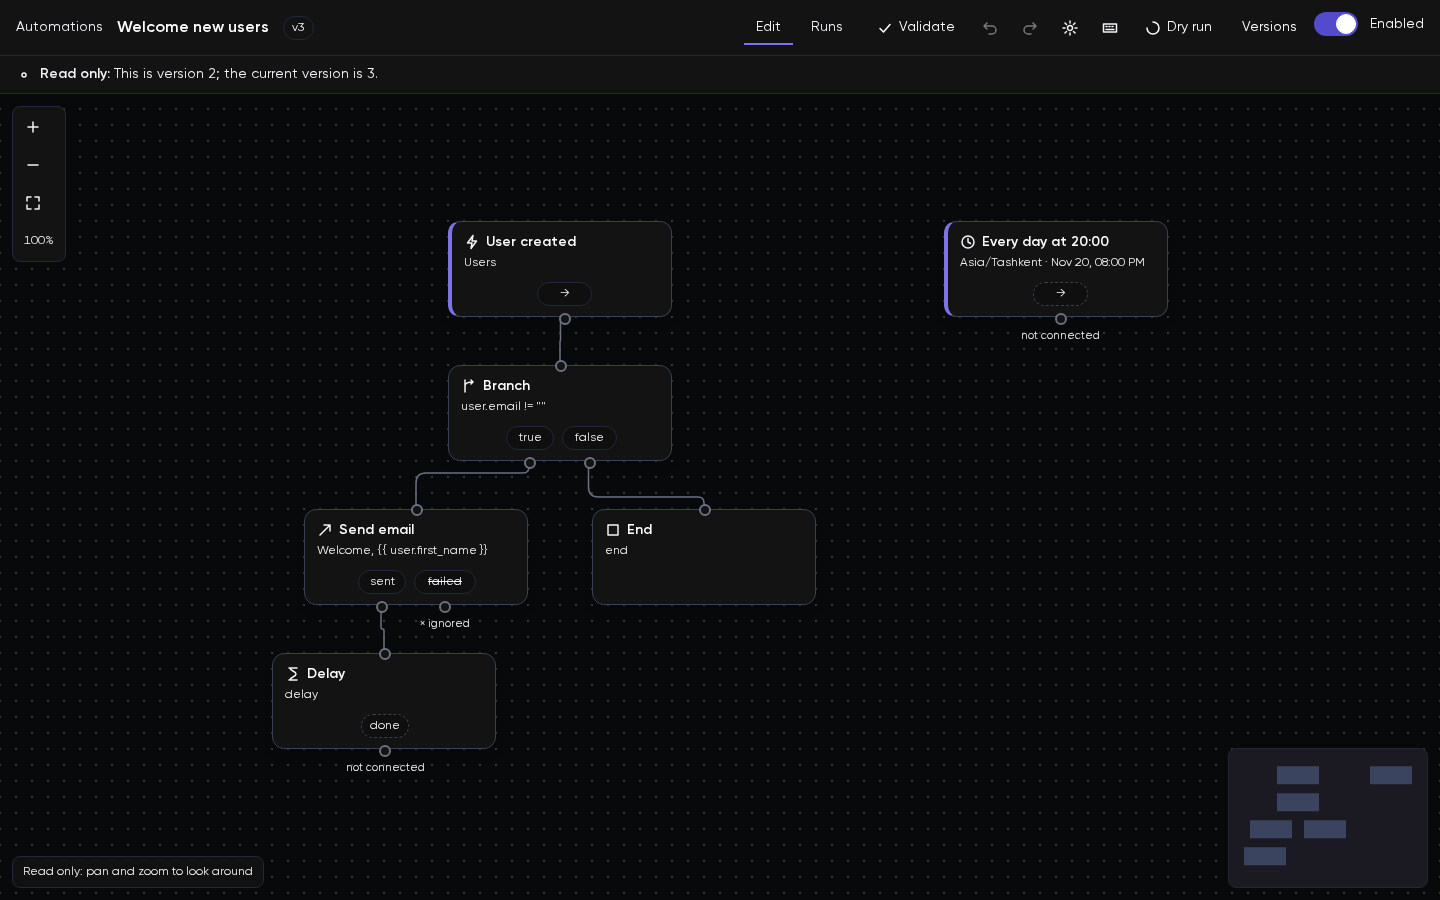 Automations Welcome new users v3 Edit Runs Validate Dry run Versions Enabled
Read only: This is version 2; the current version is 3.
100%
User created
Users
→
Every day at 20:00
Asia/Tashkent · Nov 20, 08:00 PM
→
not connected
Branch
user.email != ""
true false
Send email
Welcome, {{ user.first_name }}
sent failed
× ignored
End
end
Delay
delay
done
not connected
Read only: pan and zoom to look around